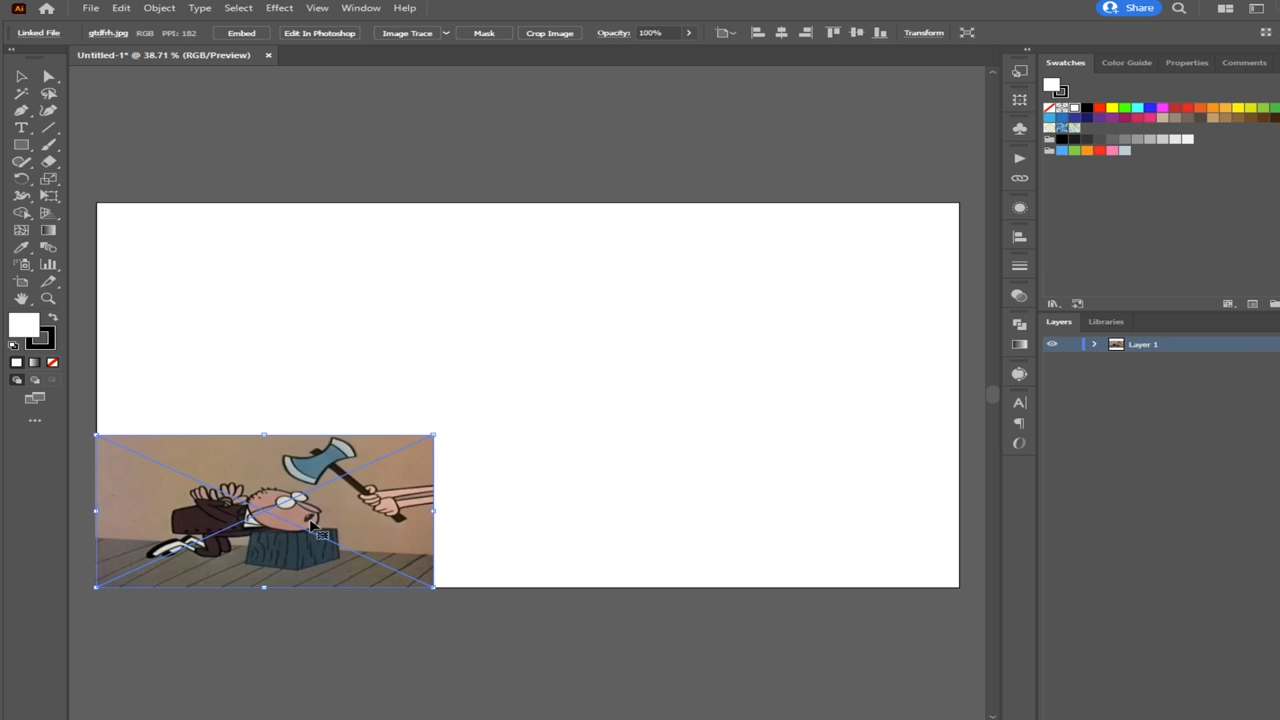 Ai Edit Object Type Select Effect View Window Help Share
Linked File gtdfrh.jpg RGB PPI: 182 Embed Edit In Photoshop Image Trace Mask Crop Image Opacity: 100% Transform
Untitled-1* @ 38.71 % (RGB/Preview) ×
Swatches Color Guide Properties Comments
Layers Libraries
Layer 1